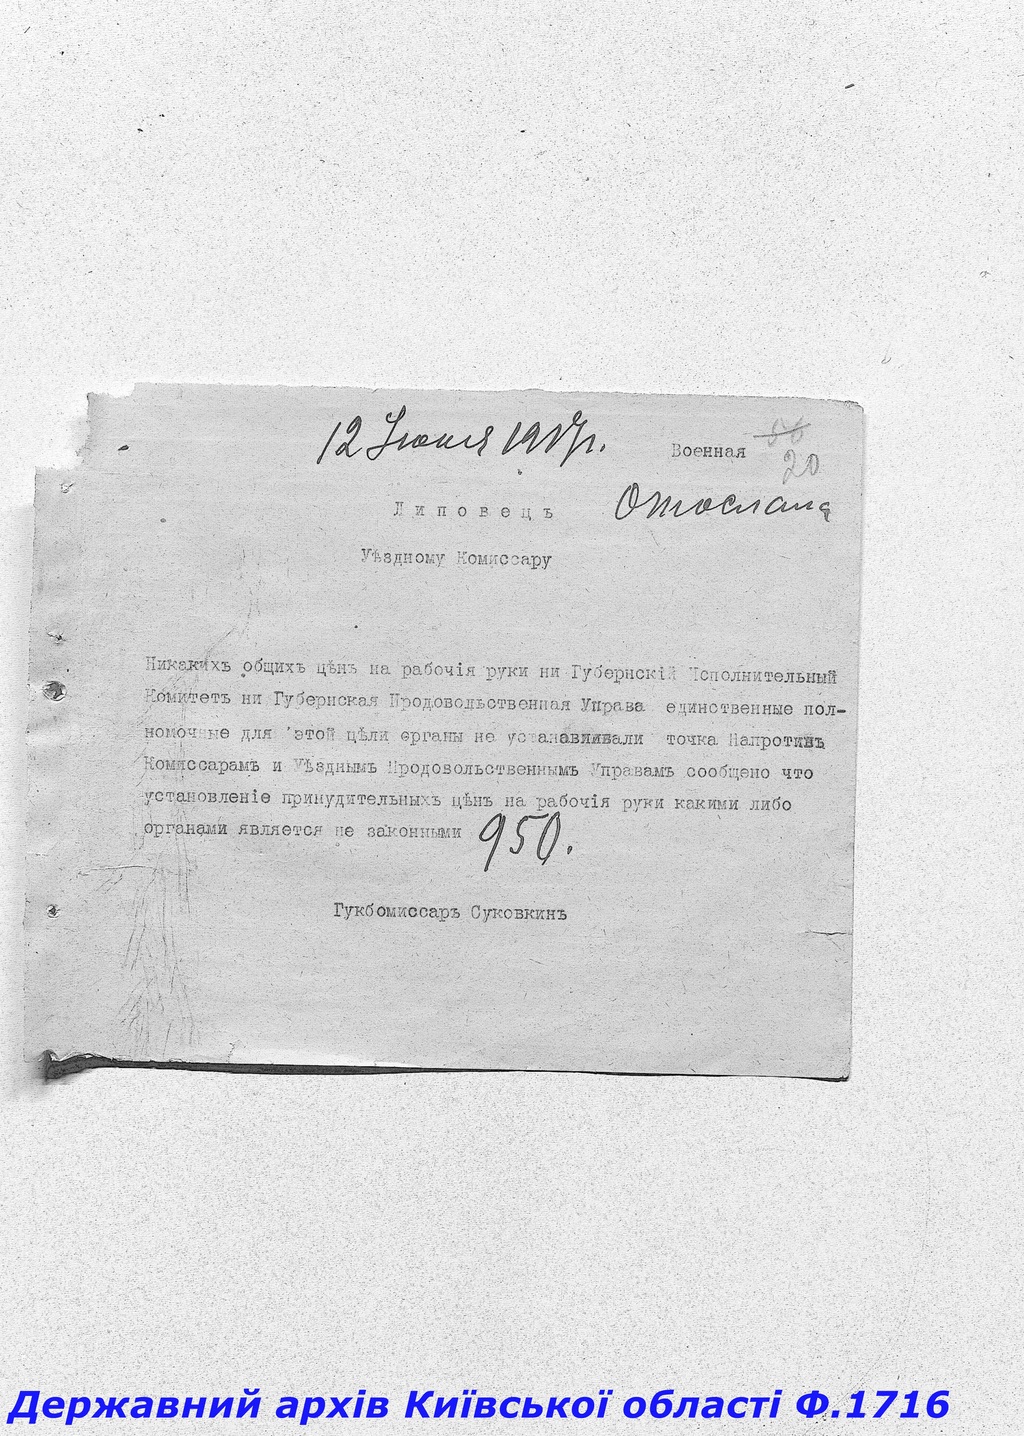 12 Июня 1917г.
Военная
56
20
Отослана
Липовецъ
Уѣздному Комиссару
Никакихъ общихъ цѣнъ на рабочія руки ни Губернскій Исполнительный
Комитетъ ни Губернская Продовольственная Управа единственные пол-
номочные для этой цѣли органы не устанавливали точка Напротивъ
Комиссарамъ и Уѣзднымъ Продовольственнымъ Управамъ сообщено что
установленіе принудительныхъ цѣнъ на рабочія руки какими либо
органами является не законными 950.
Гукбомиссаръ Суковкинъ
Державний архів Київської області Ф.1716